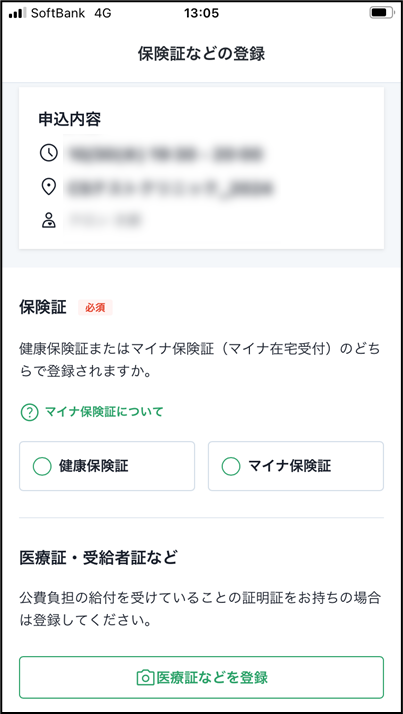 SoftBank 4G 13:05
保険証などの登録
申込内容
保険証 必須
健康保険証またはマイナ保険証（マイナ在宅受付）のどち
らで登録されますか。
? マイナ保険証について
健康保険証 マイナ保険証
医療証・受給者証など
公費負担の給付を受けていることの証明証をお持ちの場合
は登録してください。
医療証などを登録